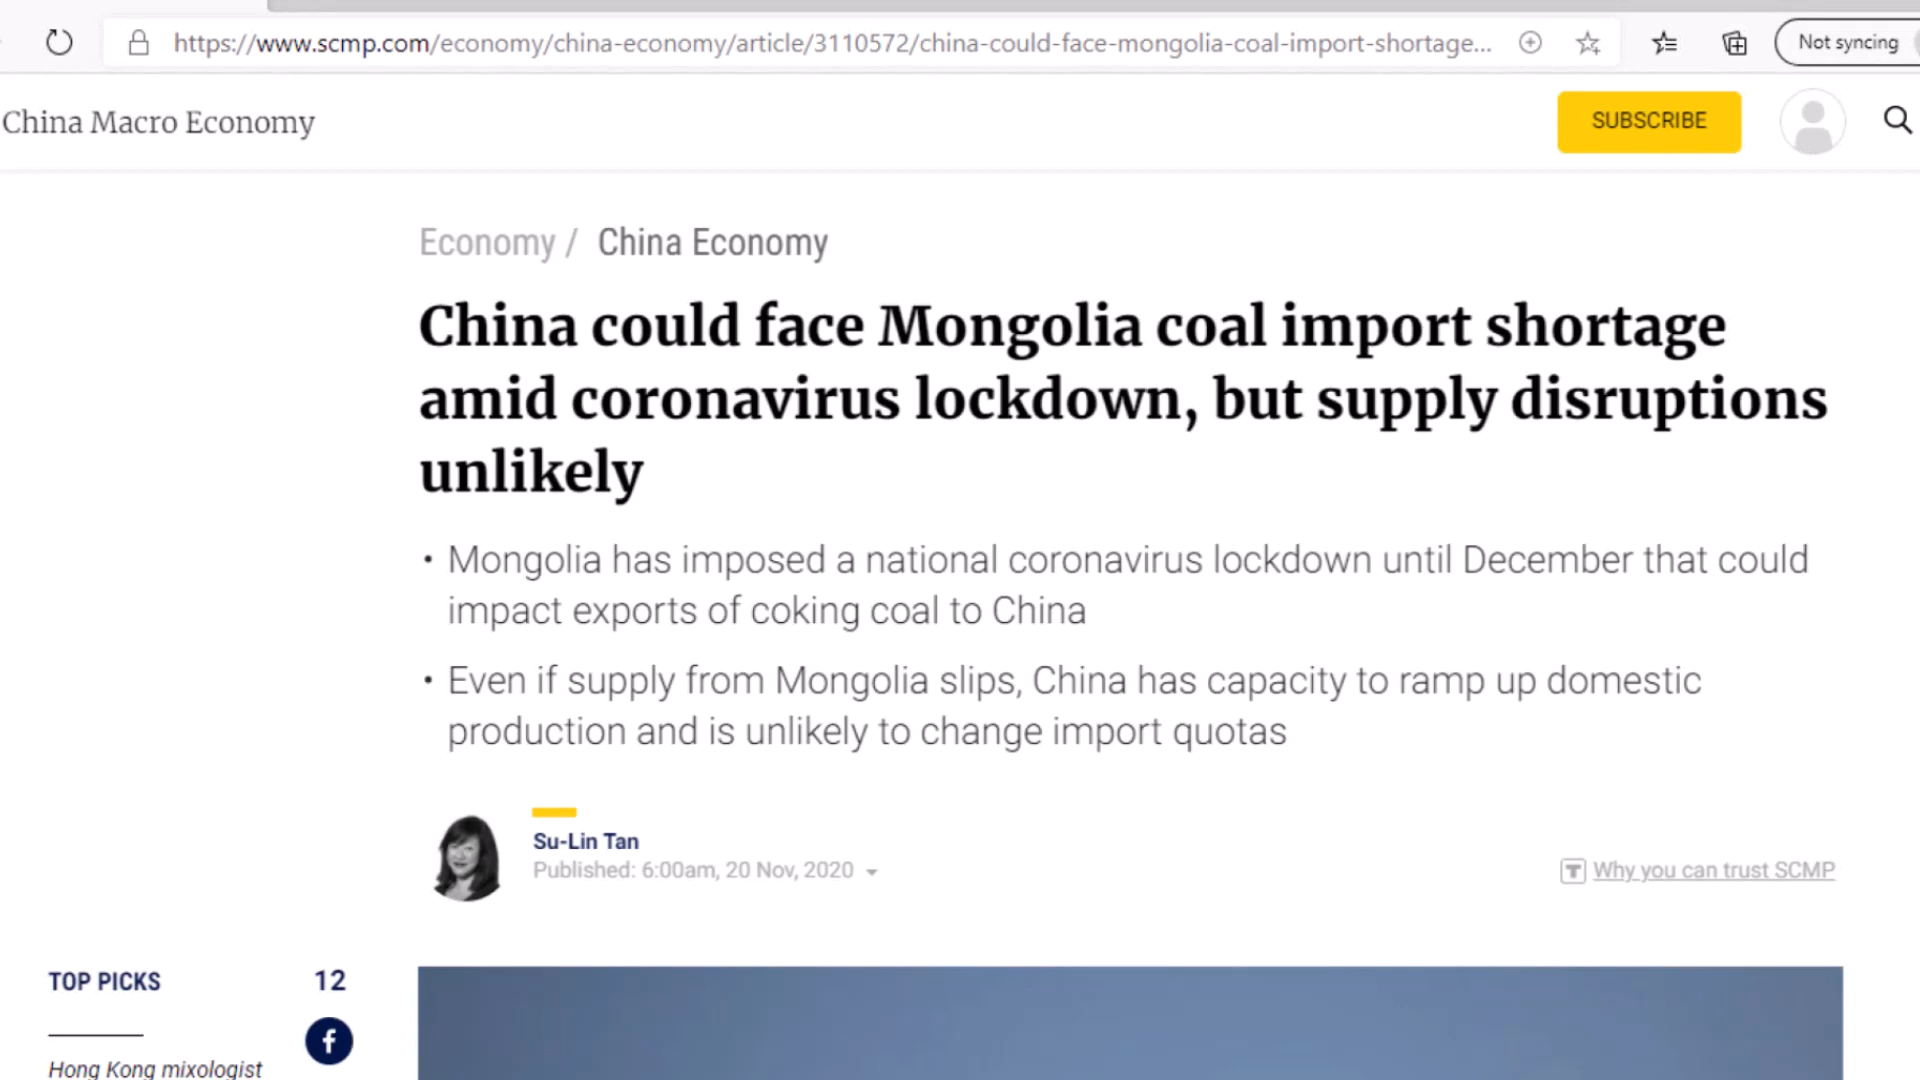 https://www.scmp.com/economy/china-economy/article/3110572/china-could-face-mongolia-coal-import-shortage...
Not syncing
China Macro Economy
SUBSCRIBE
Economy / China Economy
China could face Mongolia coal import shortage
amid coronavirus lockdown, but supply disruptions
unlikely
• Mongolia has imposed a national coronavirus lockdown until December that could
impact exports of coking coal to China
• Even if supply from Mongolia slips, China has capacity to ramp up domestic
production and is unlikely to change import quotas
Su-Lin Tan
Published: 6:00am, 20 Nov, 2020
Why you can trust SCMP
TOP PICKS
12
Hong Kong mixologist